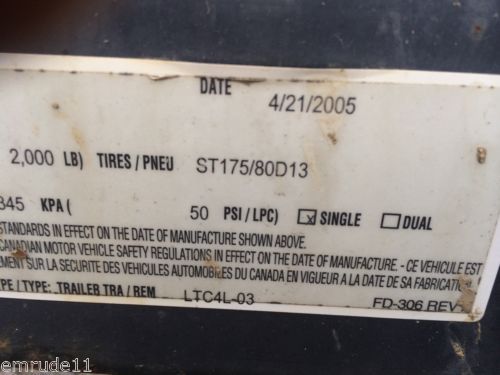 DATE 4/21/2005
2,000 LB) TIRES / PNEU ST175/80D13
345 KPA ( 50 PSI / LPC) x SINGLE DUAL
STANDARDS IN EFFECT ON THE DATE OF MANUFACTURE SHOWN ABOVE.
CANADIAN MOTOR VEHICLE SAFETY REGULATIONS IN EFFECT ON THE DATE OF MANUFACTURE. - CE VEHICULE EST
EMENT SUR LA SECURITE DES VEHICULES AUTOMOBILES DU CANADA EN VIGUEUR A LA DATE DE SA FABRICATION.
YPE / TYPE: TRAILER TRA / REM LTC4L-03
FD-306 REV
emrude11